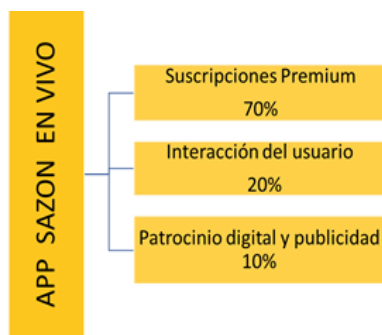 APP SAZON EN VIVO
Suscripciones Premium
70%
Interacción del usuario
20%
Patrocinio digital y publicidad
10%